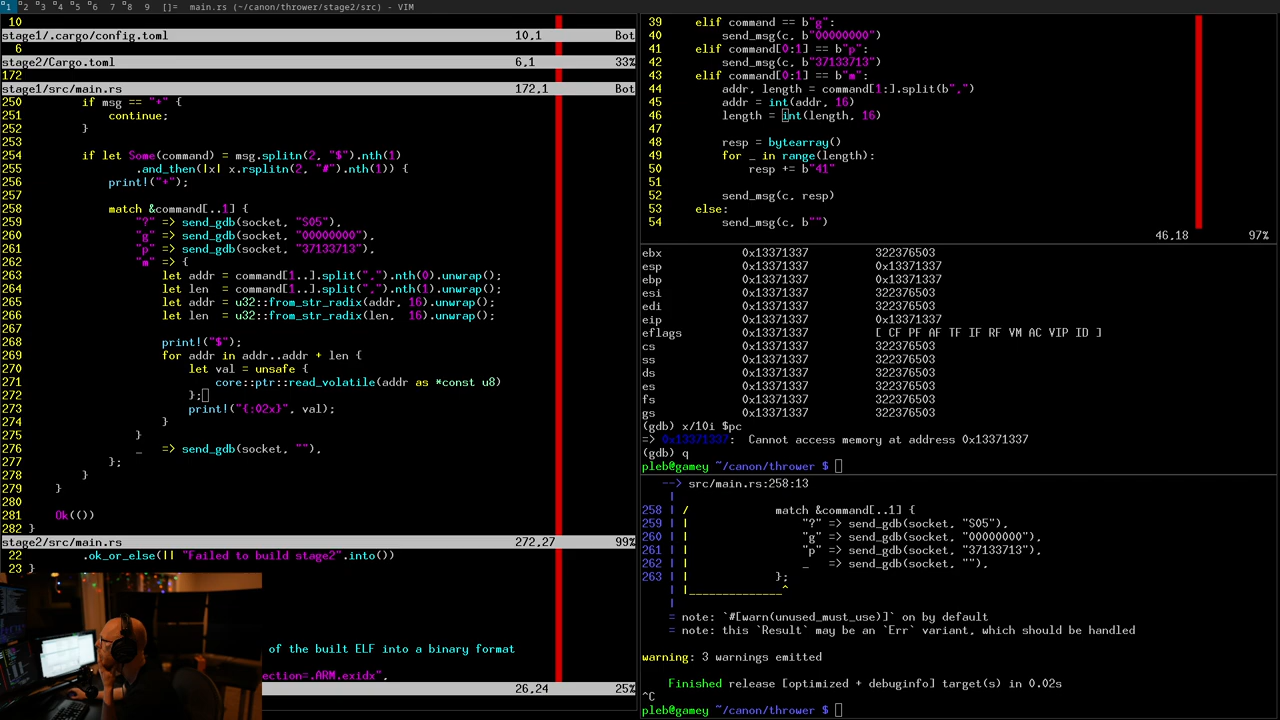 1 2 3 4 5 6 7 8 9 []= main.rs (~/canon/thrower/stage2/src) - VIM
10
stage1/.cargo/config.toml 10,1 Bot
6
stage2/Cargo.toml 6,1 33%
172
stage1/src/main.rs 172,1 Bot
250 if msg == "+" {
251 continue;
252 }
253
254 if let Some(command) = msg.splitn(2, "$").nth(1)
255 .and_then(|x| x.rsplitn(2, "#").nth(1)) {
256 print!("+");
257
258 match &command[..1] {
259 "?" => send_gdb(socket, "S05"),
260 "g" => send_gdb(socket, "00000000"),
261 "p" => send_gdb(socket, "37133713"),
262 "m" => {
263 let addr = command[1..].split(",").nth(0).unwrap();
264 let len = command[1..].split(",").nth(1).unwrap();
265 let addr = u32::from_str_radix(addr, 16).unwrap();
266 let len = u32::from_str_radix(len, 16).unwrap();
267
268 print!("$");
269 for addr in addr..addr + len {
270 let val = unsafe {
271 core::ptr::read_volatile(addr as *const u8)
272 };
273 print!("{:02x}", val);
274 }
275 }
276 _ => send_gdb(socket, ""),
277 };
278 }
279 }
280
281 Ok(())
282 }
stage2/src/main.rs 272,27 99%
22 .ok_or_else(|| "Failed to build stage2".into())
23 }
of the built ELF into a binary format
ection=.ARM.exidx",
26,24 25%
39 elif command == b"g":
40 send_msg(c, b"00000000")
41 elif command[0:1] == b"p":
42 send_msg(c, b"37133713")
43 elif command[0:1] == b"m":
44 addr, length = command[1:].split(b",")
45 addr = int(addr, 16)
46 length = int(length, 16)
47
48 resp = bytearray()
49 for _ in range(length):
50 resp += b"41"
51
52 send_msg(c, resp)
53 else:
54 send_msg(c, b"")
46,18 97%
ebx 0x13371337 322376503
esp 0x13371337 0x13371337
ebp 0x13371337 0x13371337
esi 0x13371337 322376503
edi 0x13371337 322376503
eip 0x13371337 0x13371337
eflags 0x13371337 [ CF PF AF TF IF RF VM AC VIP ID ]
cs 0x13371337 322376503
ss 0x13371337 322376503
ds 0x13371337 322376503
es 0x13371337 322376503
fs 0x13371337 322376503
gs 0x13371337 322376503
(gdb) x/10i $pc
=> 0x13371337: Cannot access memory at address 0x13371337
(gdb) q
pleb@gamey ~/canon/thrower $
--> src/main.rs:258:13
|
258 | / match &command[..1] {
259 | | "?" => send_gdb(socket, "S05"),
260 | | "g" => send_gdb(socket, "00000000"),
261 | | "p" => send_gdb(socket, "37133713"),
262 | | _ => send_gdb(socket, ""),
263 | | };
| |______________^
|
= note: `#[warn(unused_must_use)]` on by default
= note: this `Result` may be an `Err` variant, which should be handled
warning: 3 warnings emitted
Finished release [optimized + debuginfo] target(s) in 0.02s
^C
pleb@gamey ~/canon/thrower $